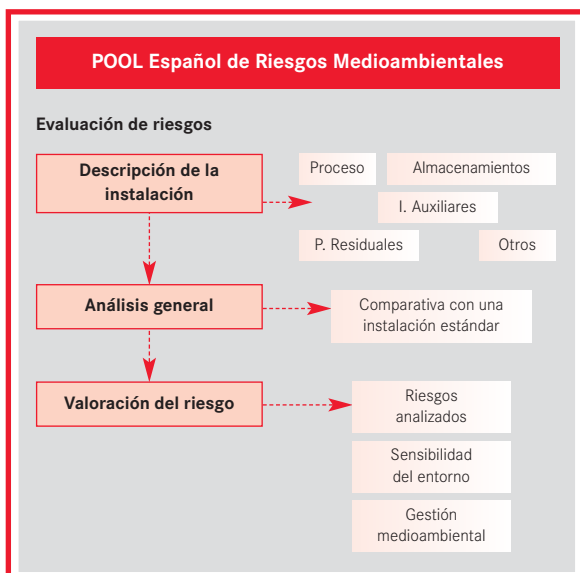 POOL Español de Riesgos Medioambientales
Evaluación de riesgos
Descripción de la
instalación
Proceso
Almacenamientos
I. Auxiliares
P. Residuales
Otros
Análisis general
Comparativa con una
instalación estándar
Valoración del riesgo
Riesgos
analizados
Sensibilidad
del entorno
Gestión
medioambiental